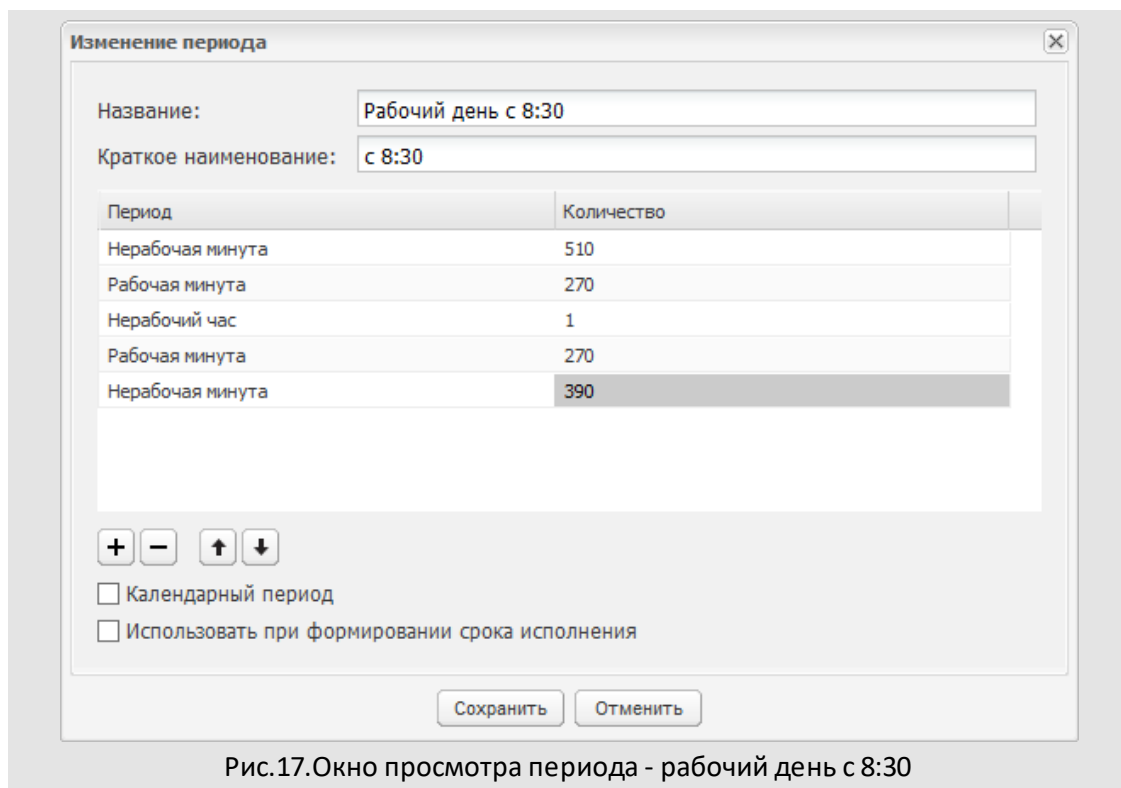 Изменение периода
Название: Рабочий день с 8:30
Краткое наименование: с 8:30
Период Количество
Нерабочая минута 510
Рабочая минута 270
Нерабочий час 1
Рабочая минута 270
Нерабочая минута 390
Календарный период
Использовать при формировании срока исполнения
Сохранить Отменить
Рис.17.Окно просмотра периода - рабочий день с 8:30